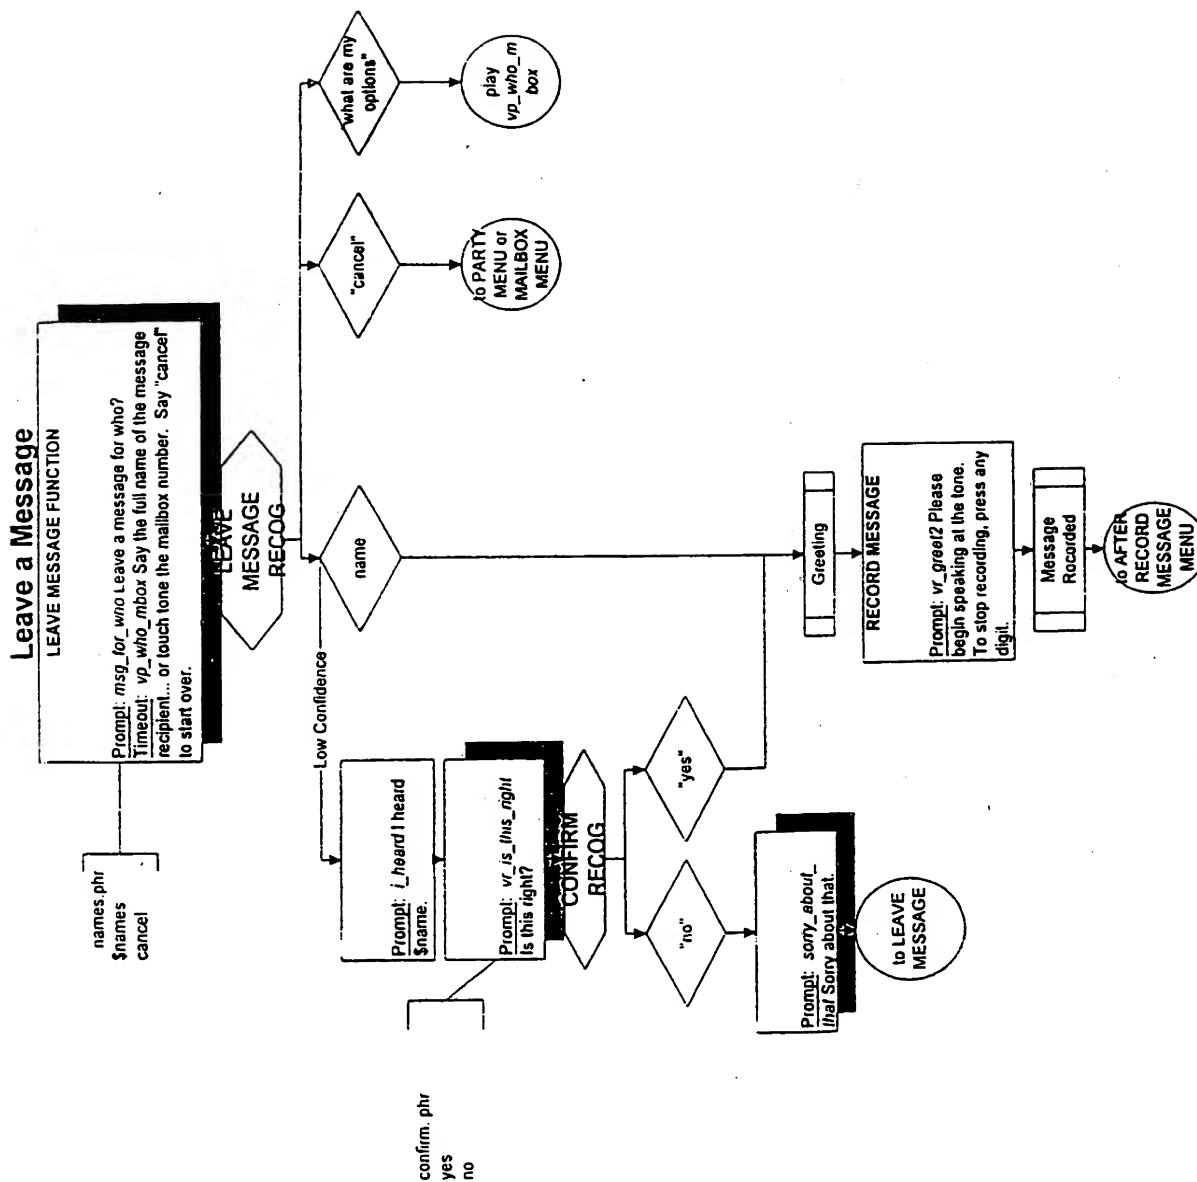 Leave a Message
LEAVE MESSAGE FUNCTION
Prompt: msg_for_who Leave a message for who?
Timeout: vp_who_mbox Say the full name of the message
recipient... or touch tone the mailbox number. Say "cancel"
to start over.
names.phr
$names
cancel
LEAVE
MESSAGE
RECOG
Low Confidence
name
"cancel"
"what are my
options"
to PARTY
MENU or
MAILBOX
MENU
play
vp_who_m
box
Prompt: i_heard I heard
$name.
Prompt: vr_is_this_right
Is this right?
confirm. phr
yes
no
CONFIRM
RECOG
"no"
"yes"
Prompt: sorry_about_
that Sorry about that.
to LEAVE
MESSAGE
Greeting
RECORD MESSAGE
Prompt: vr_greet2 Please
begin speaking at the tone.
To stop recording, press any
digit.
Message
Rocorded
to AFTER
RECORD
MESSAGE
MENU